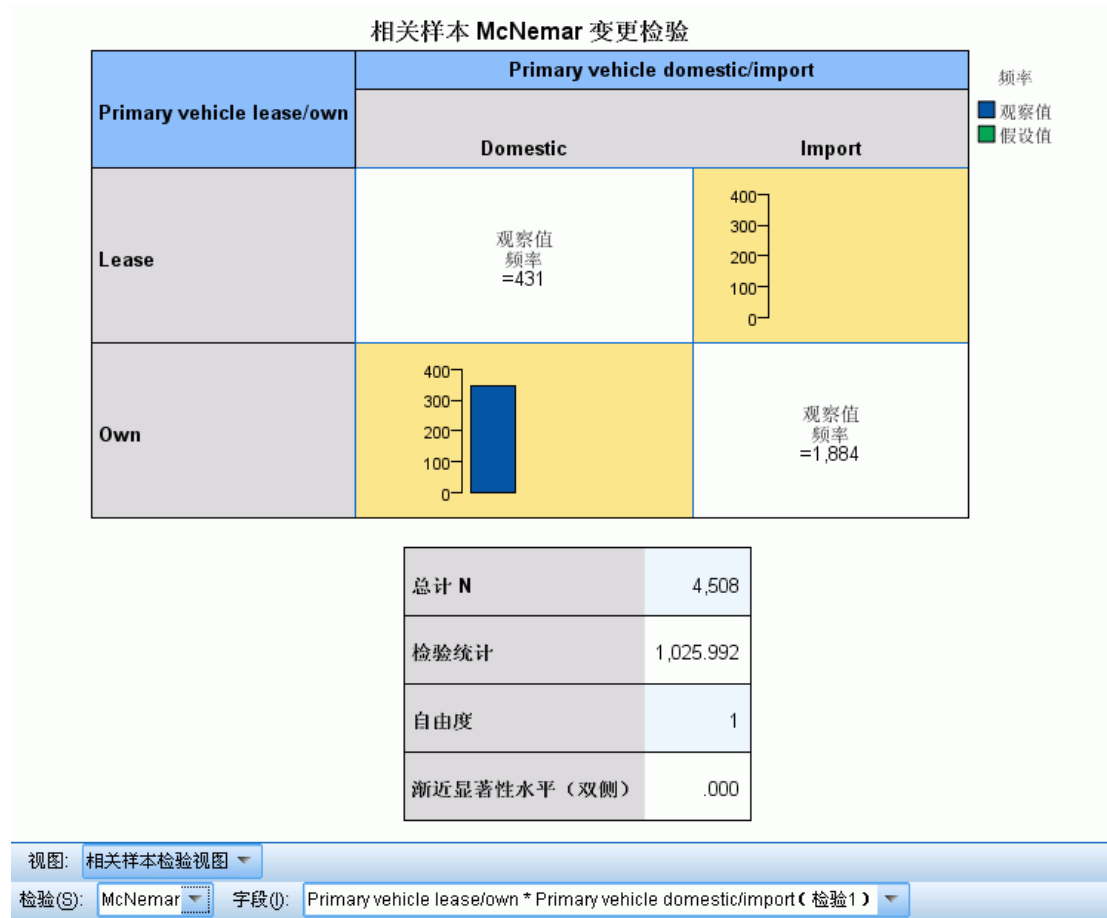 相关样本 McNemar 变更检验
Primary vehicle lease/own
Primary vehicle domestic/import
Domestic
Import
频率
观察值
假设值
Lease
观察值
频率
=431
400
300
200
100
0
Own
400
300
200
100
0
观察值
频率
=1,884
总计 N 4,508
检验统计 1,025.992
自由度 1
渐近显著性水平（双侧） .000
视图: 相关样本检验视图
检验(S): McNemar 字段(I): Primary vehicle lease/own * Primary vehicle domestic/import（检验1）